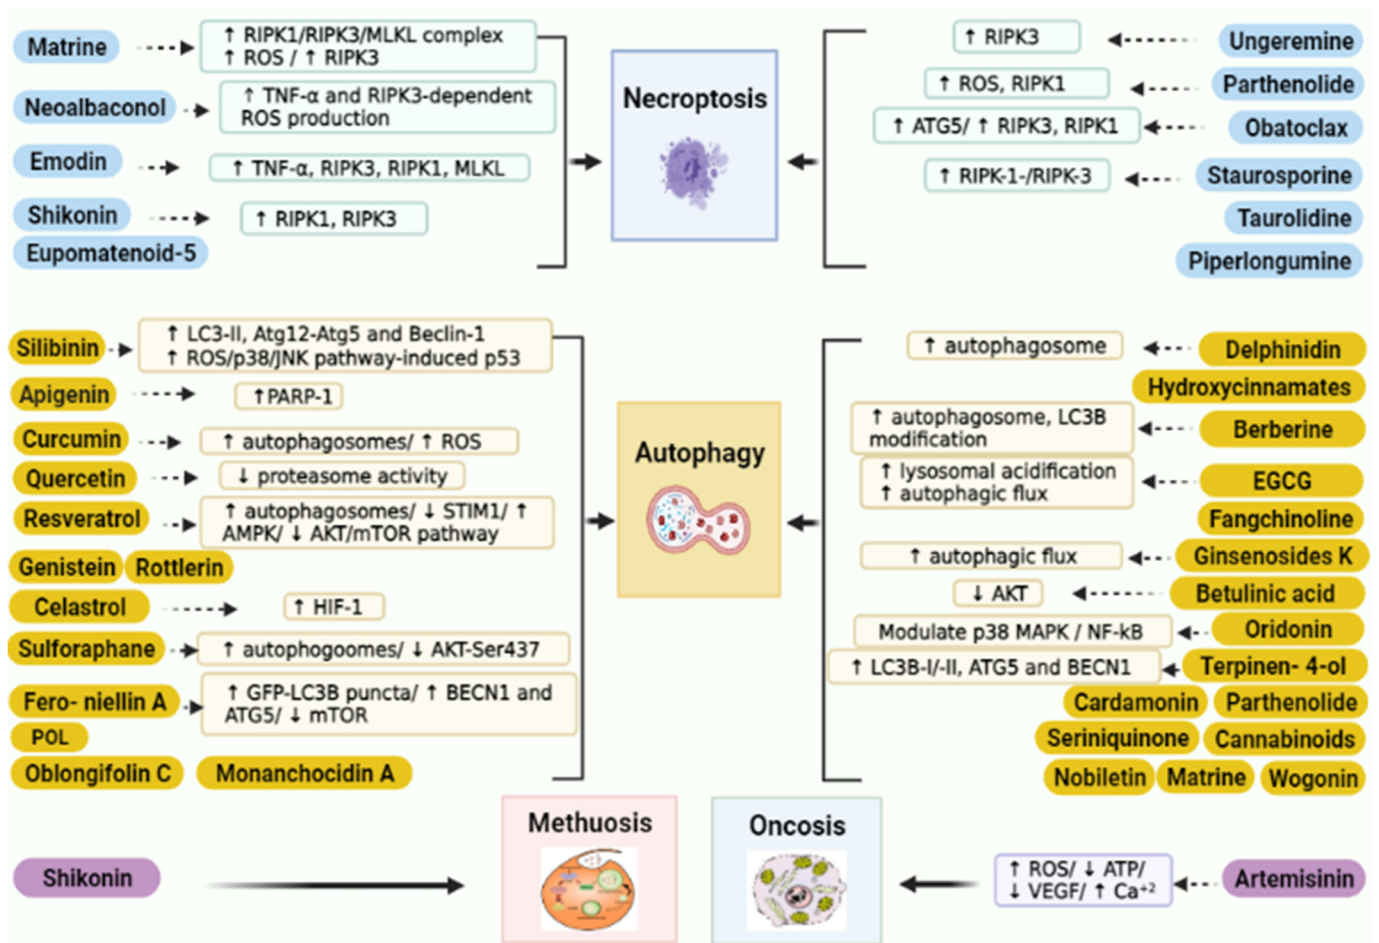 Matrine
↑ RIPK1/RIPK3/MLKL complex
↑ ROS / ↑ RIPK3
Neoalbaconol
↑ TNF-α and RIPK3-dependent
ROS production
Emodin
↑ TNF-α, RIPK3, RIPK1, MLKL
Shikonin
↑ RIPK1, RIPK3
Eupomatenoid-5
Necroptosis
↑ RIPK3
Ungeremine
↑ ROS, RIPK1
Parthenolide
↑ ATG5/ ↑ RIPK3, RIPK1
Obatoclax
↑ RIPK-1-/RIPK-3
Staurosporine
Taurolidine
Piperlongumine
Silibinin
↑ LC3-II, Atg12-Atg5 and Beclin-1
↑ ROS/p38/JNK pathway-induced p53
Apigenin
↑PARP-1
Curcumin
↑ autophagosomes/ ↑ ROS
Quercetin
↓ proteasome activity
Resveratrol
↑ autophagosomes/ ↓ STIM1/ ↑
AMPK/ ↓ AKT/mTOR pathway
Genistein
Rottlerin
Celastrol
↑ HIF-1
Sulforaphane
↑ autophogoomes/ ↓ AKT-Ser437
Fero- niellin A
↑ GFP-LC3B puncta/ ↑ BECN1 and
ATG5/ ↓ mTOR
POL
Oblongifolin C
Monanchocidin A
Autophagy
↑ autophagosome
Delphinidin
Hydroxycinnamates
↑ autophagosome, LC3B
modification
Berberine
↑ lysosomal acidification
↑ autophagic flux
EGCG
Fangchinoline
↑ autophagic flux
Ginsenosides K
↓ AKT
Betulinic acid
Modulate p38 MAPK / NF-kB
Oridonin
↑ LC3B-I/-II, ATG5 and BECN1
Terpinen- 4-ol
Cardamonin
Parthenolide
Seriniquinone
Cannabinoids
Nobiletin
Matrine
Wogonin
Methuosis
Shikonin
Oncosis
↑ ROS/ ↓ ATP/
↓ VEGF/ ↑ Ca⁺²
Artemisinin